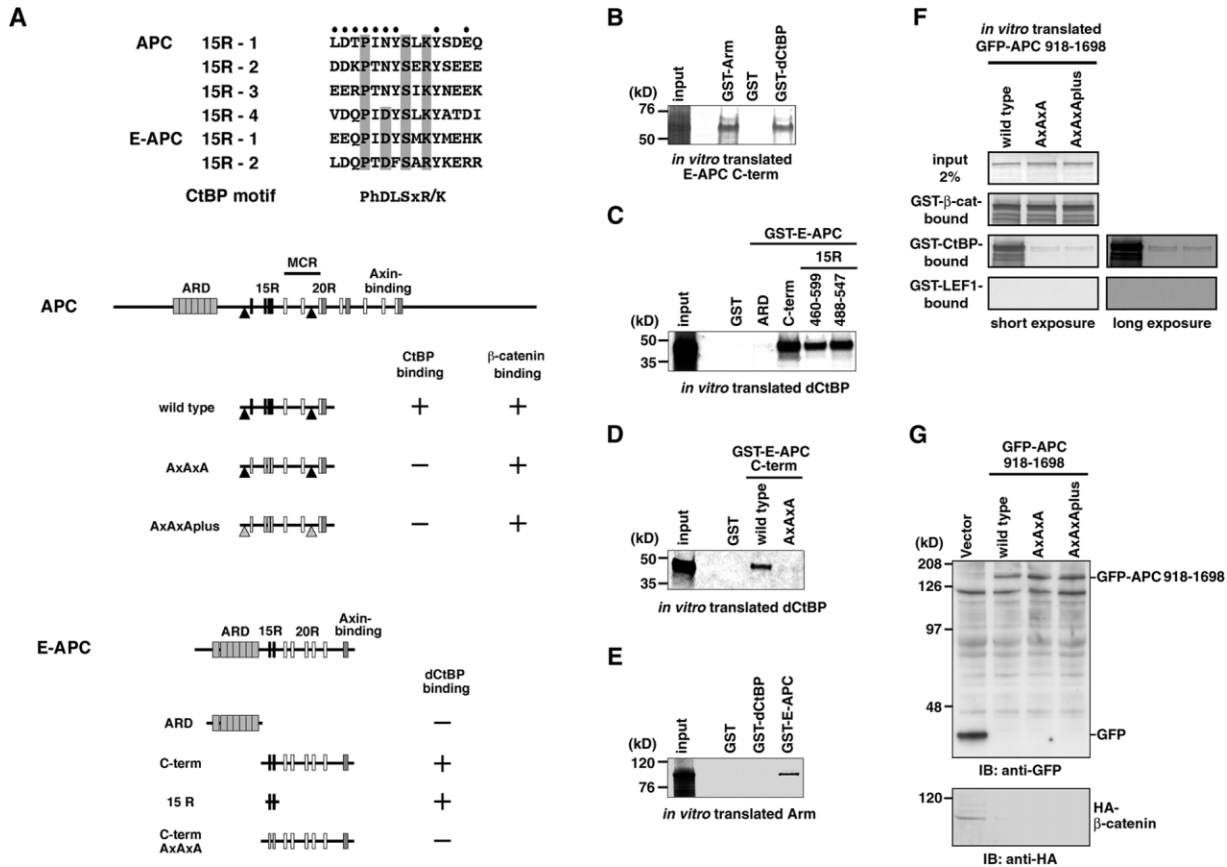 A
APC 15R - 1 LDTPINYSLKYSDEQ
15R - 2 DDKPTNYSERYSEEE
15R - 3 EERPTNYSIKYNEEK
15R - 4 VDQPIDYSLKYATDI
E-APC 15R - 1 EEQPIDYSMKYMEHK
15R - 2 LDQPTDFSARYKERR
CtBP motif PhDLSxR/K
MCR
ARD 15R 20R Axin-binding
APC
CtBP binding β-catenin binding
wild type + +
AxAxA − +
AxAxAplus − +
ARD 15R 20R Axin-binding
E-APC
dCtBP binding
ARD −
C-term +
15 R +
C-term AxAxA −
B
input GST-Arm GST GST-dCtBP
(kD)
76
50
in vitro translated
E-APC C-term
C
GST-E-APC
15R
input GST ARD C-term 460-599 488-547
(kD)
50
35
in vitro translated dCtBP
D
GST-E-APC
C-term
input GST wild type AxAxA
(kD)
50
35
in vitro translated dCtBP
E
input GST GST-dCtBP GST-E-APC
(kD)
120
76
in vitro translated Arm
F
in vitro translated
GFP-APC 918-1698
wild type AxAxA AxAxAplus
input
2%
GST-β-cat-
bound
GST-CtBP-
bound
GST-LEF1-
bound
short exposure long exposure
G
GFP-APC
918-1698
Vector wild type AxAxA AxAxAplus
(kD)
208
126
97
48
GFP-APC 918-1698
GFP
IB: anti-GFP
120
HA-
β-catenin
IB: anti-HA